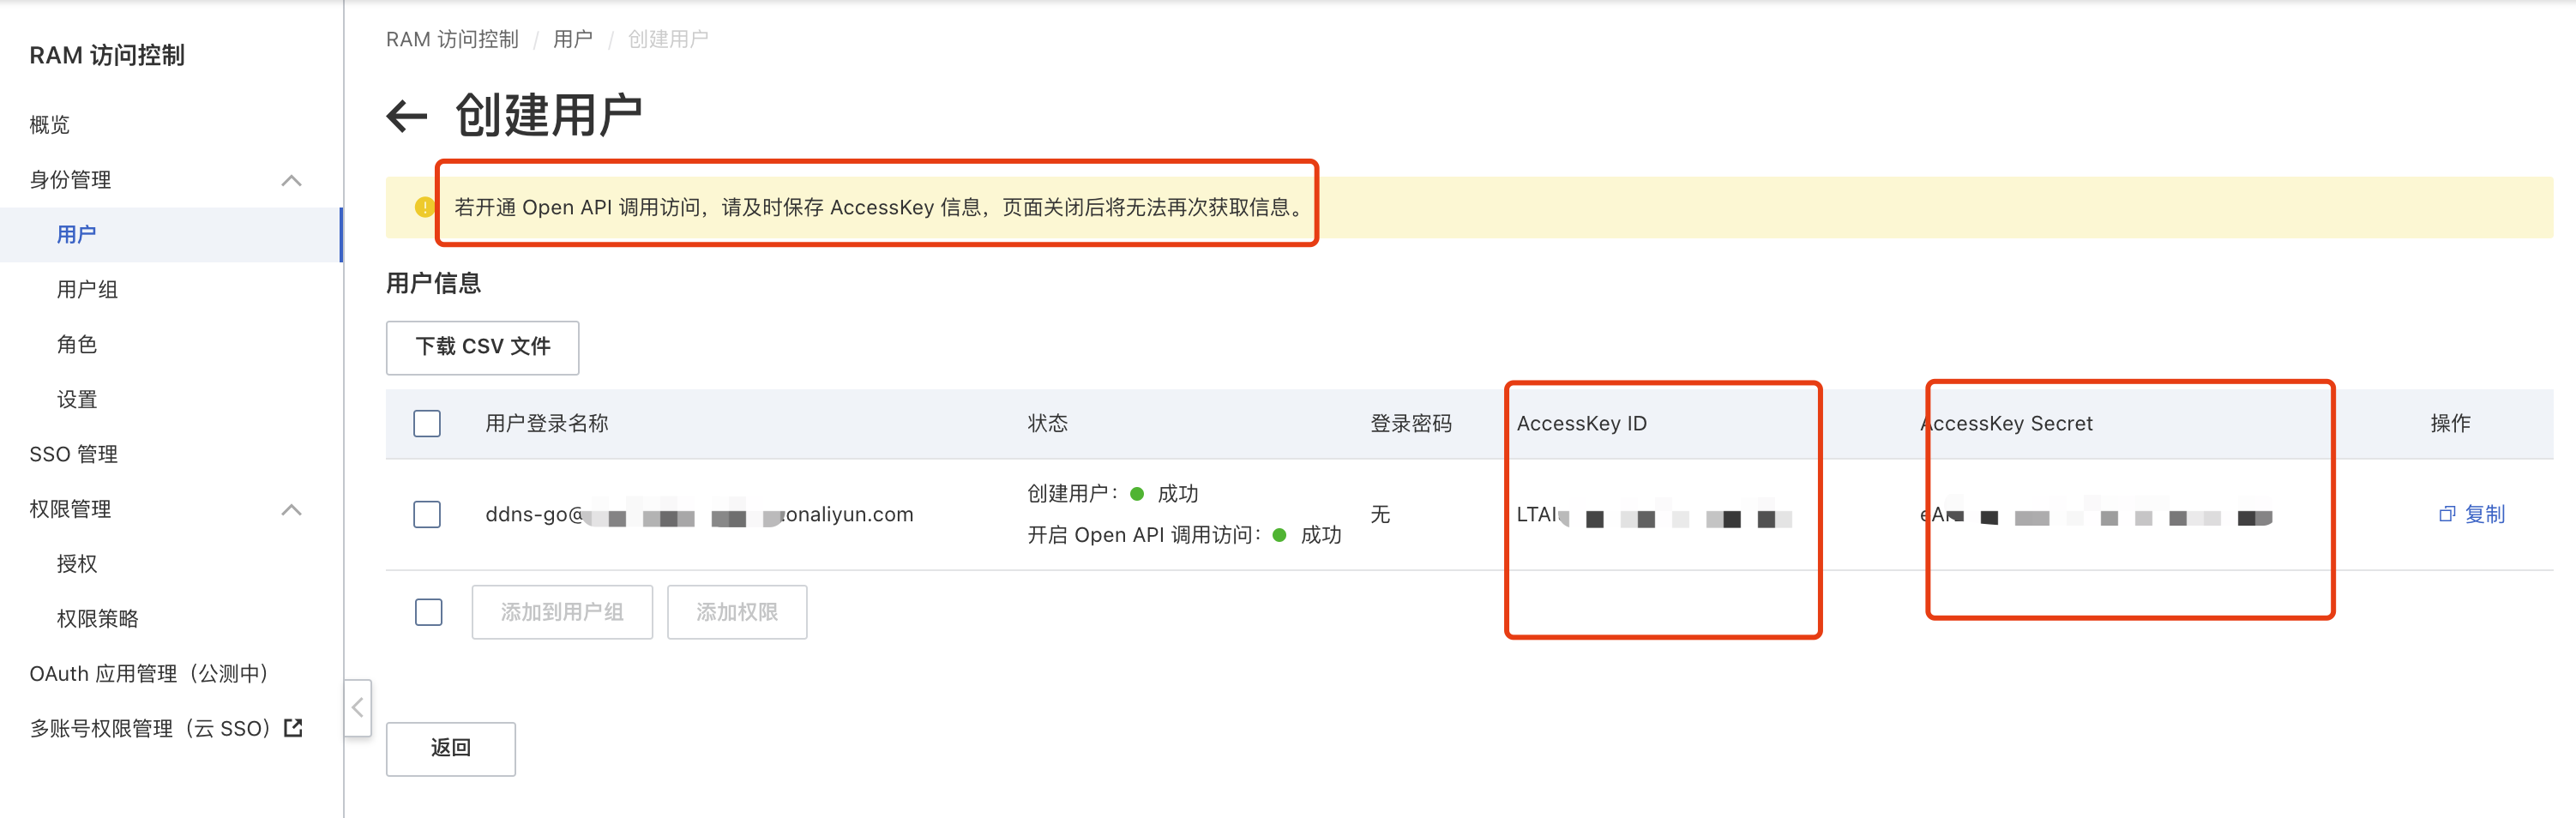 RAM 访问控制
概览
身份管理
用户
用户组
角色
设置
SSO 管理
权限管理
授权
权限策略
OAuth 应用管理（公测中）
多账号权限管理（云 SSO）
RAM 访问控制 / 用户 / 创建用户
创建用户
若开通 Open API 调用访问，请及时保存 AccessKey 信息，页面关闭后将无法再次获取信息。
用户信息
下载 CSV 文件
用户登录名称 状态 登录密码 AccessKey ID AccessKey Secret 操作
创建用户： 成功
ddns-go@ onaliyun.com 无 LTAI 复制
开启 Open API 调用访问： 成功
添加到用户组 添加权限
返回